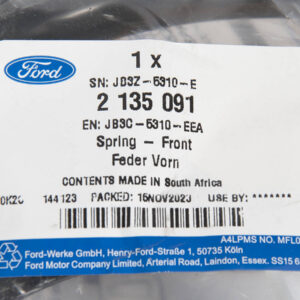 Ford
1 x
SN: JB3Z-5310-E
2 135 091
EN: JB3C-5310-EEA
Spring - Front
Feder Vorn
CONTENTS MADE IN South Africa
144123 PACKED: 15NOV2023 USE BY: *******
A4LPMS NO. MFL0
Ford-Werke GmbH, Henry-Ford-Straße 1, 50735 Köln
Ford Motor Company Limited, Arterial Road, Laindon, Essex. SS15 6